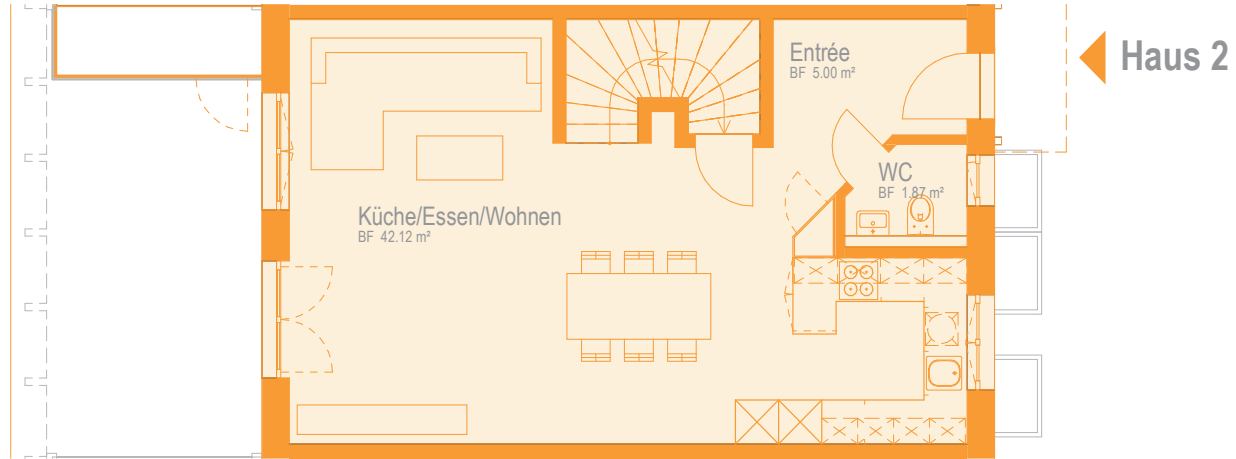 Entrée
BF 5.00 m²
Haus 2
WC
BF 1.87 m²
Küche/Essen/Wohnen
BF 42.12 m²